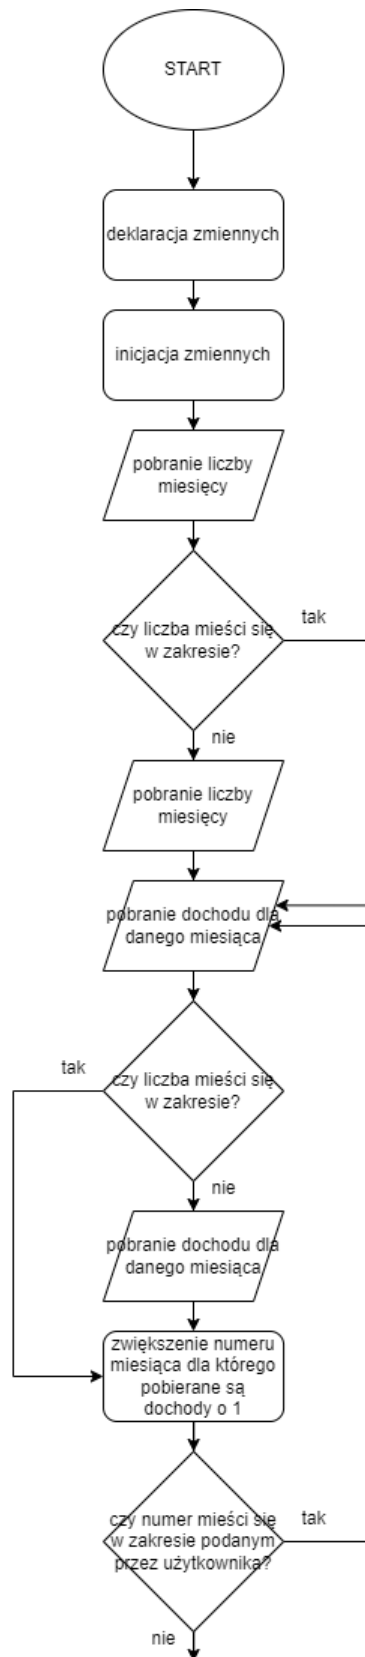 START
deklaracja zmiennych
inicjacja zmiennych
pobranie liczby
miesięcy
czy liczba mieści się
w zakresie?
tak
nie
pobranie liczby
miesięcy
pobranie dochodu dla
danego miesiąca
tak
czy liczba mieści się
w zakresie?
nie
pobranie dochodu dla
danego miesiąca
zwiększenie numeru
miesiąca dla którego
pobierane są
dochody o 1
czy numer mieści się
w zakresie podanym
przez użytkownika?
tak
nie